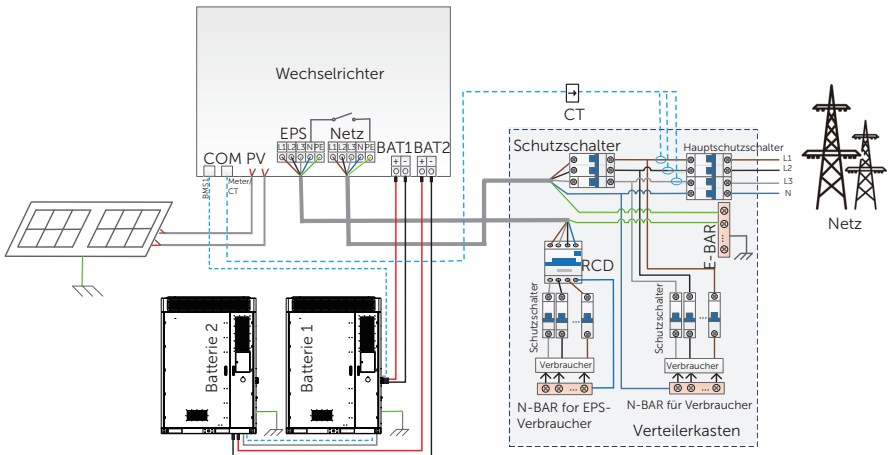 Wechselrichter
EPS
Netz
L1 L2 L3 N PE
L1 L2 L3 N PE
BAT1 BAT2
+ - + -
COM PV
BMS1
Meter/
CT
CT
Schutzschalter
Hauptschutzschalter
L1
L2
L3
N
Netz
E-BAR
RCD
Schutzschalter
Schutzschalter
...
...
Verbraucher
Verbraucher
...
...
N-BAR for EPS-
Verbraucher
N-BAR für Verbraucher
Verteilerkasten
Batterie 2
Batterie 1